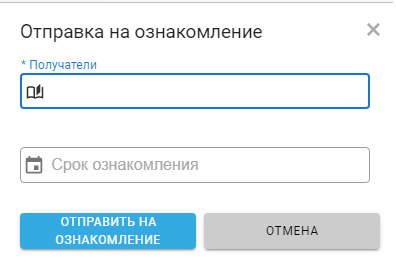 Отправка на ознакомление
* Получатели
Срок ознакомления
ОТПРАВИТЬ НА
ОЗНАКОМЛЕНИЕ
ОТМЕНА